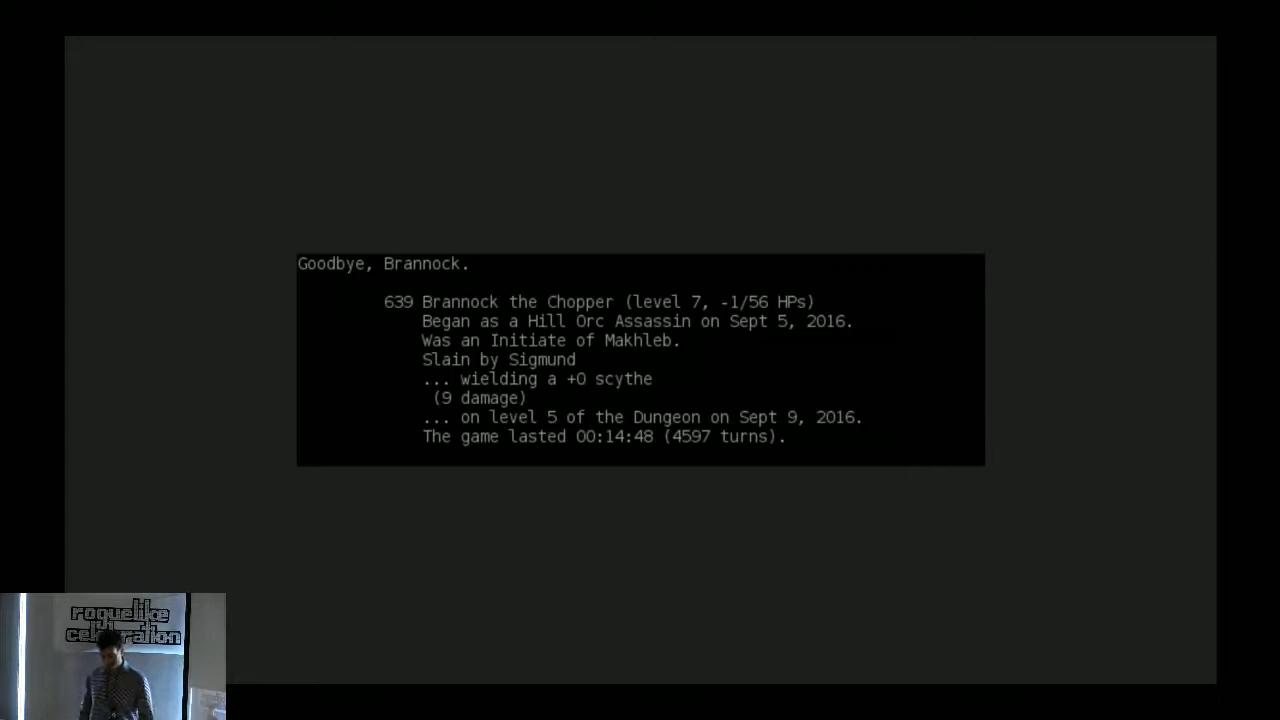 Goodbye, Brannock.
639 Brannock the Chopper (level 7, -1/56 HPs)
Began as a Hill Orc Assassin on Sept 5, 2016.
Was an Initiate of Makhleb.
Slain by Sigmund
... wielding a +0 scythe
(9 damage)
... on level 5 of the Dungeon on Sept 9, 2016.
The game lasted 00:14:48 (4597 turns).
roguelike
celebration